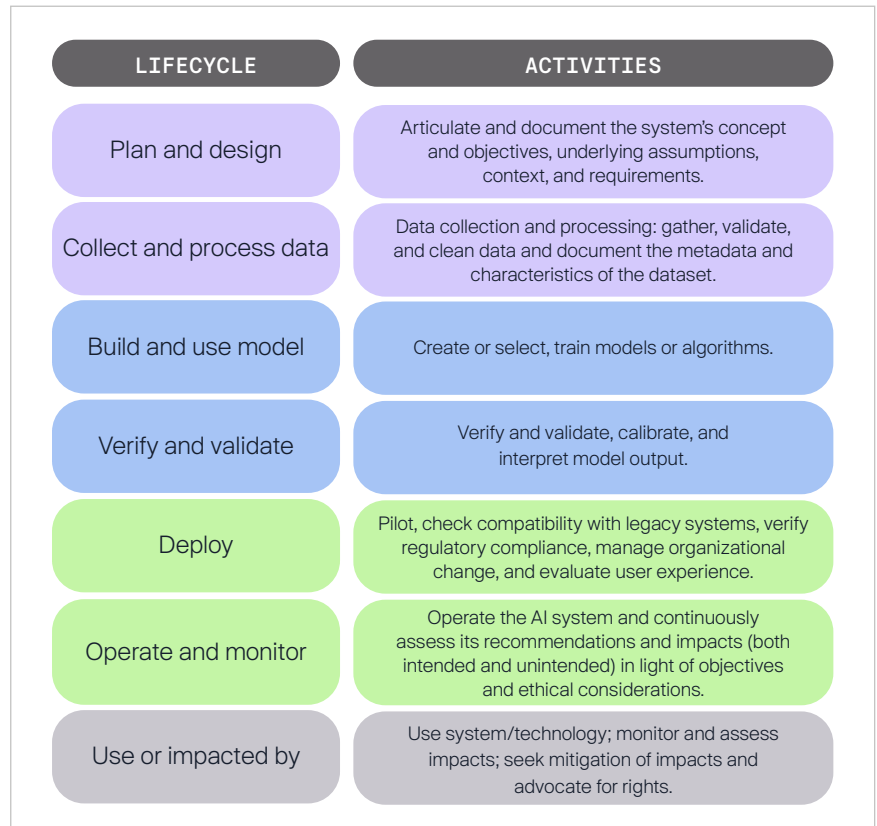 LIFECYCLE
ACTIVITIES
Plan and design
Articulate and document the system's concept
and objectives, underlying assumptions,
context, and requirements.
Collect and process data
Data collection and processing: gather, validate,
and clean data and document the metadata and
characteristics of the dataset.
Build and use model
Create or select, train models or algorithms.
Verify and validate
Verify and validate, calibrate, and
interpret model output.
Deploy
Pilot, check compatibility with legacy systems, verify
regulatory compliance, manage organizational
change, and evaluate user experience.
Operate and monitor
Operate the AI system and continuously
assess its recommendations and impacts (both
intended and unintended) in light of objectives
and ethical considerations.
Use or impacted by
Use system/technology; monitor and assess
impacts; seek mitigation of impacts and
advocate for rights.